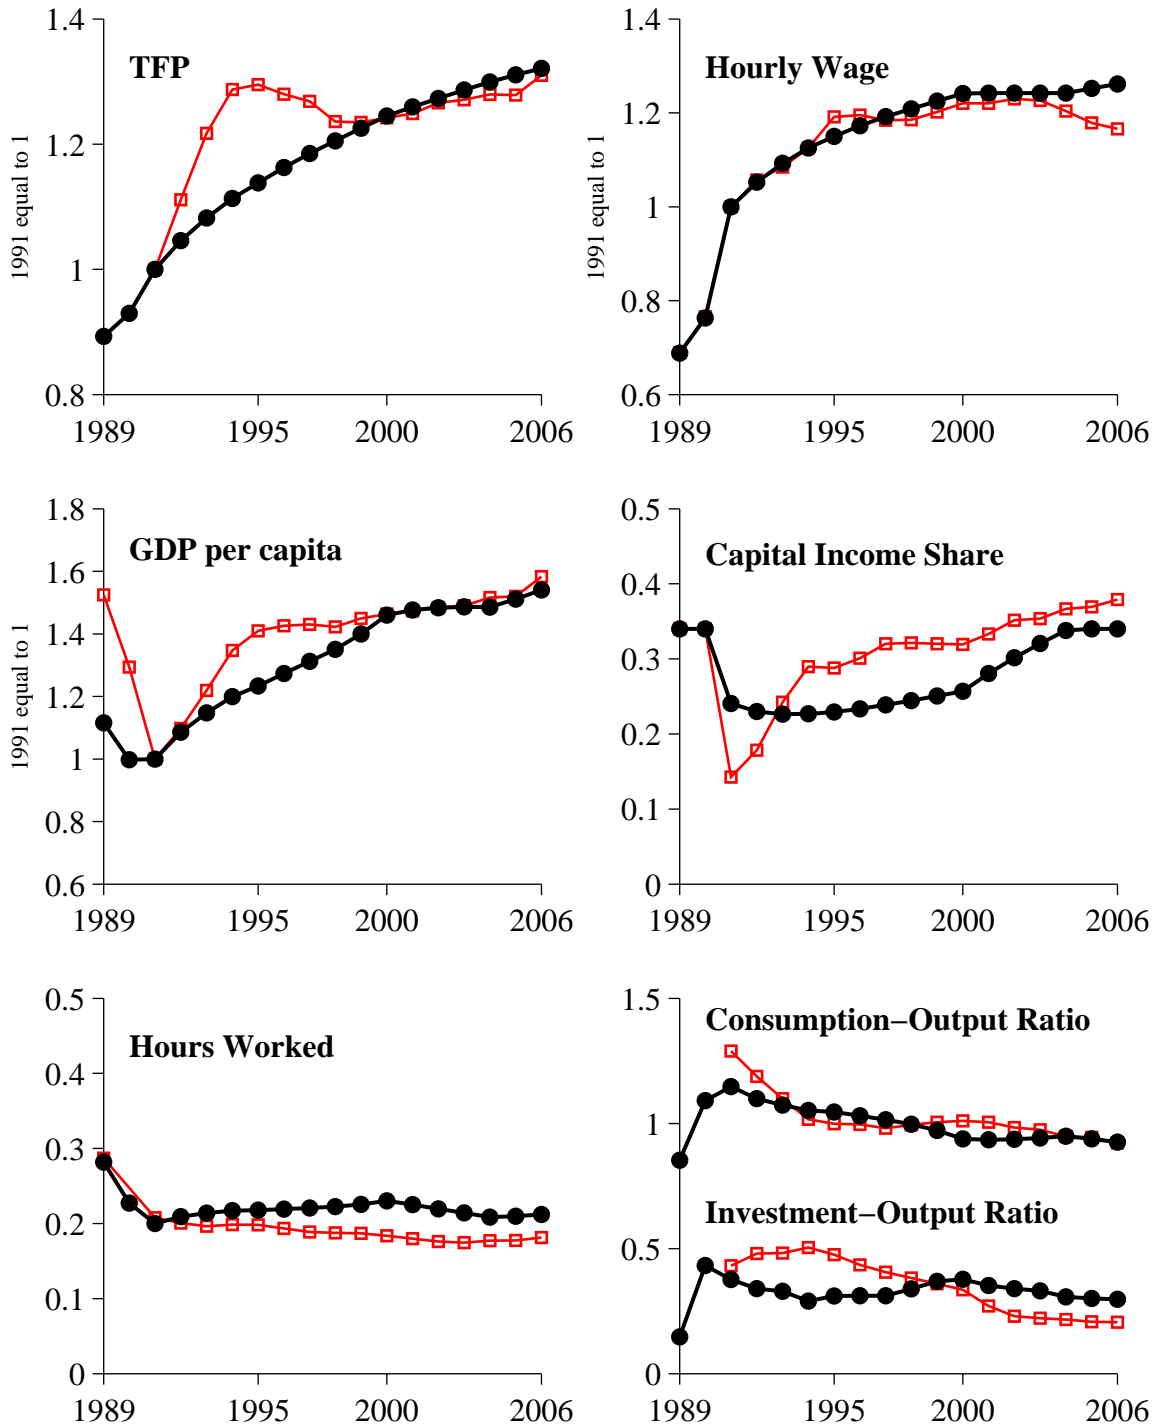 1.4
TFP
1.2
1
0.8
1991 equal to 1
1989 1995 2000 2006
1.4
Hourly Wage
1.2
1
0.8
0.6
1991 equal to 1
1989 1995 2000 2006
1.8
GDP per capita
1.6
1.4
1.2
1
0.8
0.6
1991 equal to 1
1989 1995 2000 2006
0.5
Capital Income Share
0.4
0.3
0.2
0.1
0
1989 1995 2000 2006
0.5
Hours Worked
0.4
0.3
0.2
0.1
0
1989 1995 2000 2006
1.5
Consumption−Output Ratio
1
Investment−Output Ratio
0.5
0
1989 1995 2000 2006